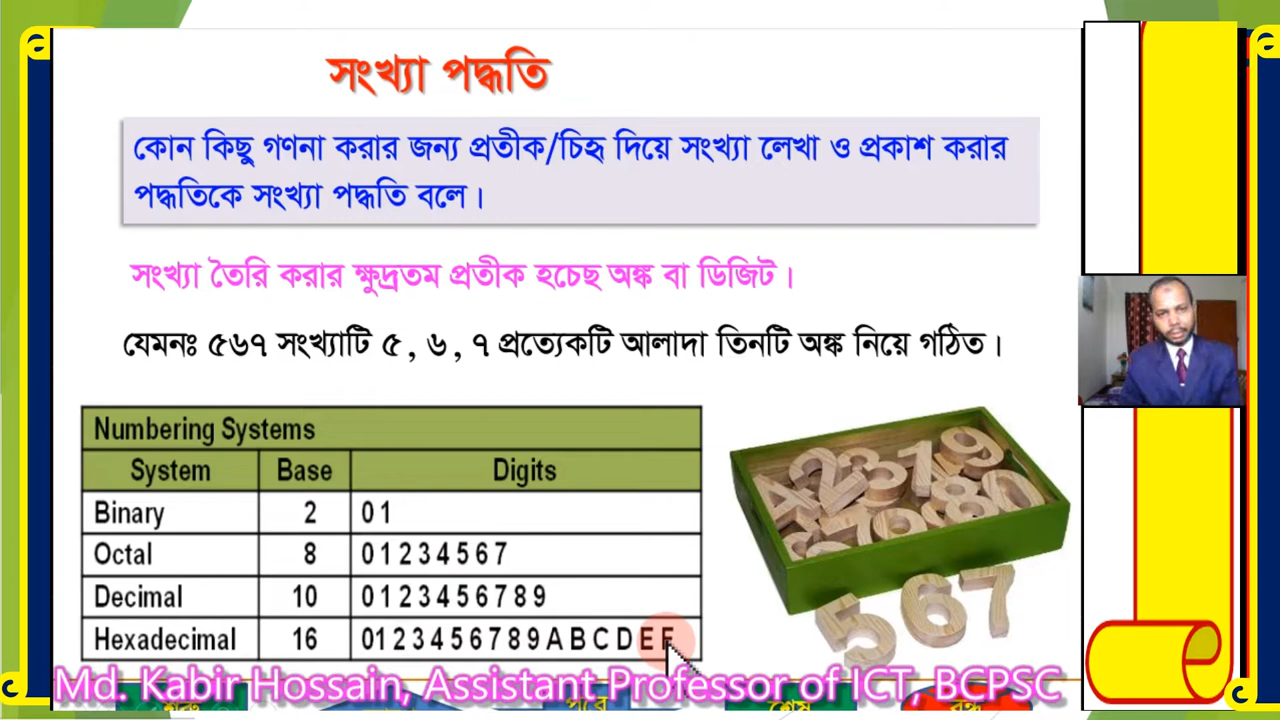 সংখ্যা পদ্ধতি
কোন কিছু গণনা করার জন্য প্রতীক/চিহ্ন দিয়ে সংখ্যা লেখা ও প্রকাশ করার
পদ্ধতিকে সংখ্যা পদ্ধতি বলে।
সংখ্যা তৈরি করার ক্ষুদ্রতম প্রতীক হচেছ অঙ্ক বা ডিজিট।
যেমনঃ ৫৬৭ সংখ্যাটি ৫, ৬, ৭ প্রত্যেকটি আলাদা তিনটি অঙ্ক নিয়ে গঠিত।
Numbering Systems
System Base Digits
Binary 2 0 1
Octal 8 0 1 2 3 4 5 6 7
Decimal 10 0 1 2 3 4 5 6 7 8 9
Hexadecimal 16 0 1 2 3 4 5 6 7 8 9 A B C D E F
5 6 7
Md. Kabir Hossain, Assistant Professor of ICT, BCPSC